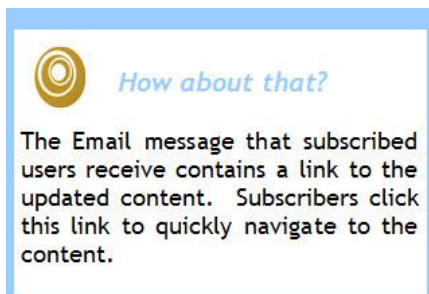 How about that?
The Email message that subscribed
users receive contains a link to the
updated content.  Subscribers click
this link to quickly navigate to the
content.